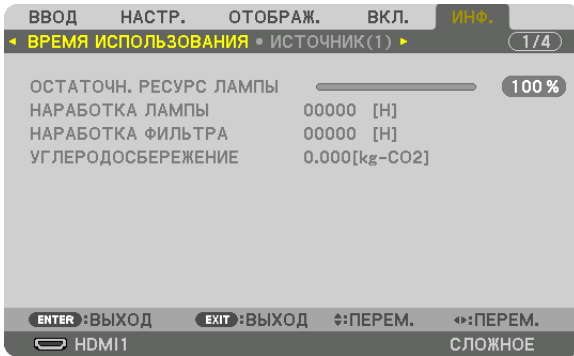 ВВОД НАСТР. ОТОБРАЖ. ВКЛ. ИНФ.
ВРЕМЯ ИСПОЛЬЗОВАНИЯ • ИСТОЧНИК(1) 1/4
ОСТАТОЧН. РЕСУРС ЛАМПЫ 100 %
НАРАБОТКА ЛАМПЫ 00000 [H]
НАРАБОТКА ФИЛЬТРА 00000 [H]
УГЛЕРОДОСБЕРЕЖЕНИЕ 0.000[kg-CO2]
ENTER :ВЫХОД EXIT :ВЫХОД :ПЕРЕМ. :ПЕРЕМ.
HDMI1 СЛОЖНОЕ